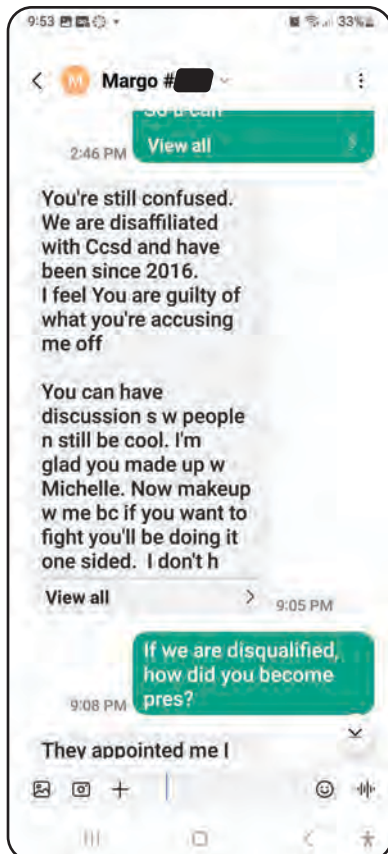 9:53
33%
Margo #
So u can
View all
2:46 PM
You're still confused.
We are disaffiliated
with Ccsd and have
been since 2016.
I feel You are guilty of
what you're accusing
me off
You can have
discussion s w people
n still be cool. I'm
glad you made up w
Michelle. Now makeup
w me bc if you want to
fight you'll be doing it
one sided. I don't h
View all
9:05 PM
If we are disqualified,
how did you become
pres?
9:08 PM
They appointed me I